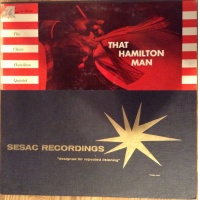 The
Chico
Hamilton
Quintet
THAT
HAMILTON
MAN
SESAC RECORDINGS
"designed for repeated listening"